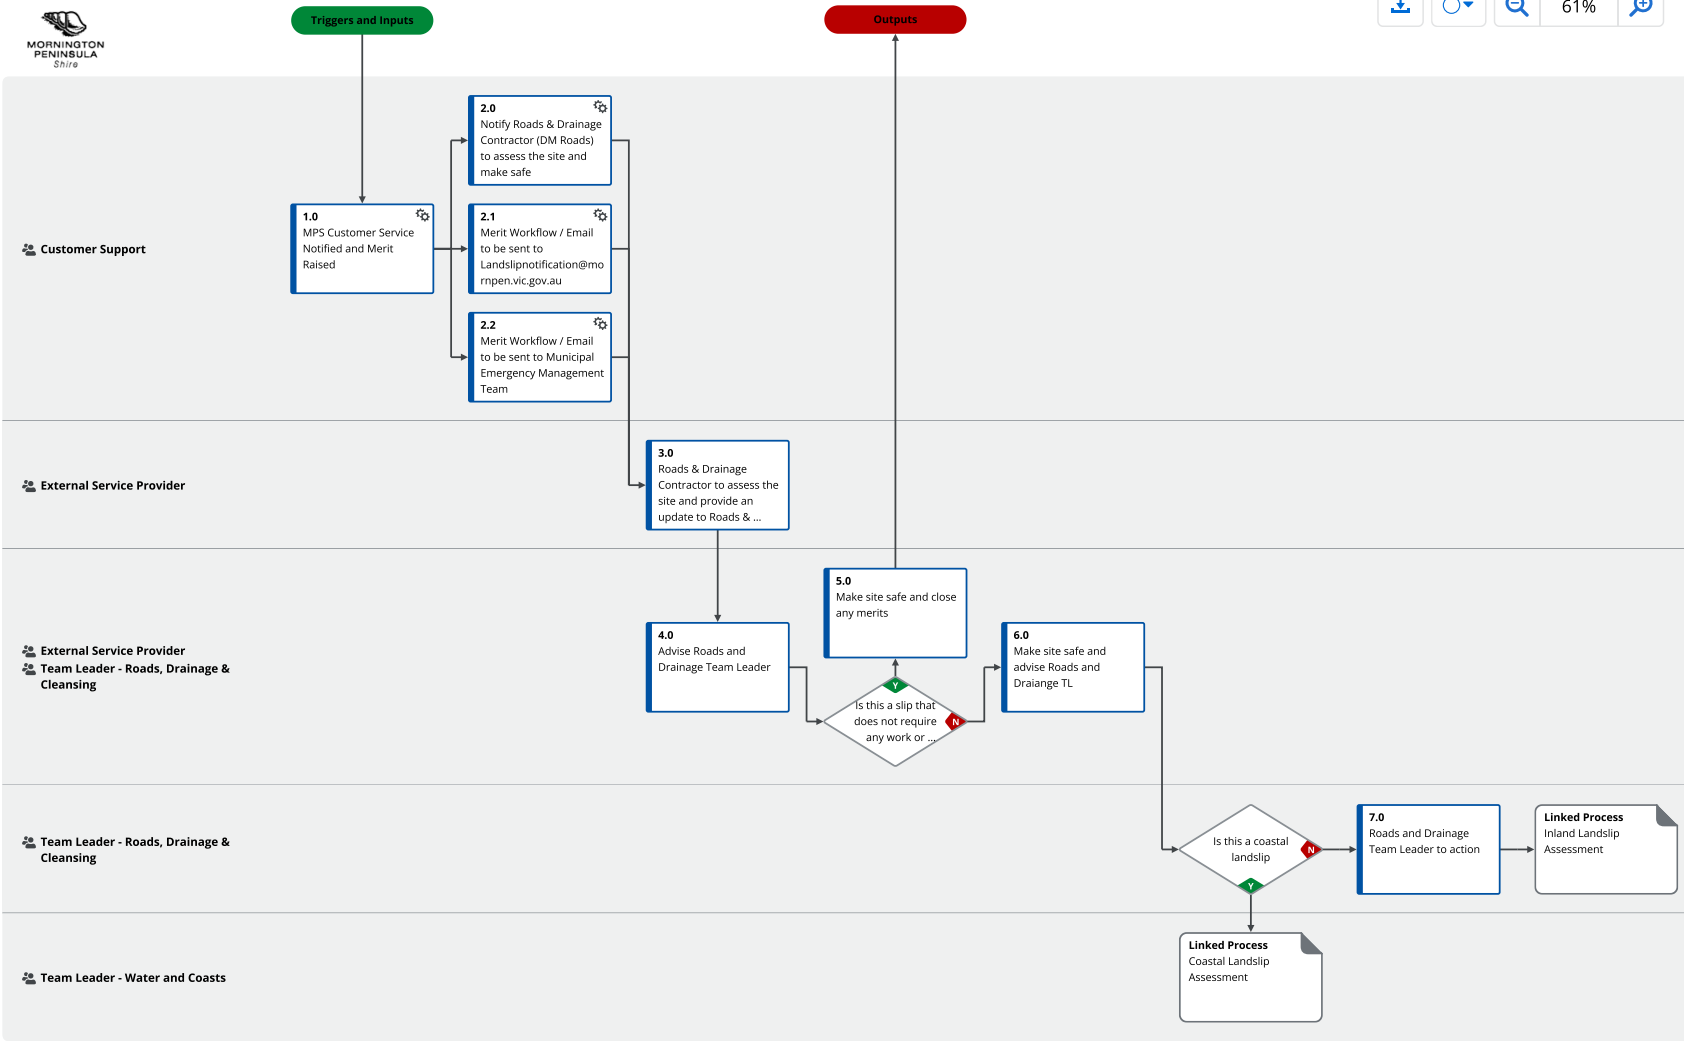 Triggers and Inputs
Outputs
61%
MORNINGTON
PENINSULA
Shire
2.0
Notify Roads & Drainage
Contractor (DM Roads)
to assess the site and
make safe
1.0
MPS Customer Service
Notified and Merit
Raised
2.1
Merit Workflow / Email
to be sent to
Landslipnotification@mo
rnpen.vic.gov.au
Customer Support
2.2
Merit Workflow / Email
to be sent to Municipal
Emergency Management
Team
External Service Provider
3.0
Roads & Drainage
Contractor to assess the
site and provide an
update to Roads & ...
External Service Provider
Team Leader - Roads, Drainage &
Cleansing
4.0
Advise Roads and
Drainage Team Leader
5.0
Make site safe and close
any merits
Y
Is this a slip that
does not require
any work or ...
N
6.0
Make site safe and
advise Roads and
Draiange TL
Team Leader - Roads, Drainage &
Cleansing
Is this a coastal
landslip
N
Y
7.0
Roads and Drainage
Team Leader to action
Linked Process
Inland Landslip
Assessment
Team Leader - Water and Coasts
Linked Process
Coastal Landslip
Assessment